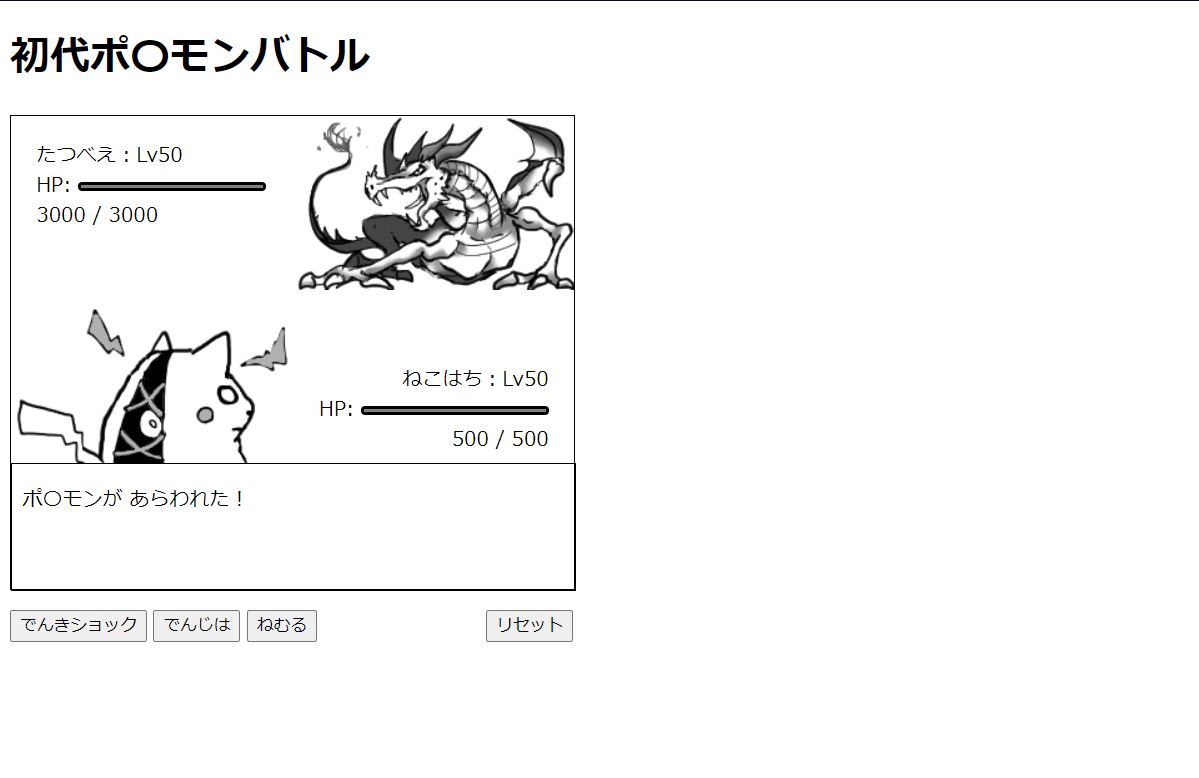 初代ポ〇モンバトル
たつべえ：Lv50
HP:
3000 / 3000
ねこはち：Lv50
HP:
500 / 500
ポ〇モンが あらわれた！
でんきショック でんじは ねむる リセット